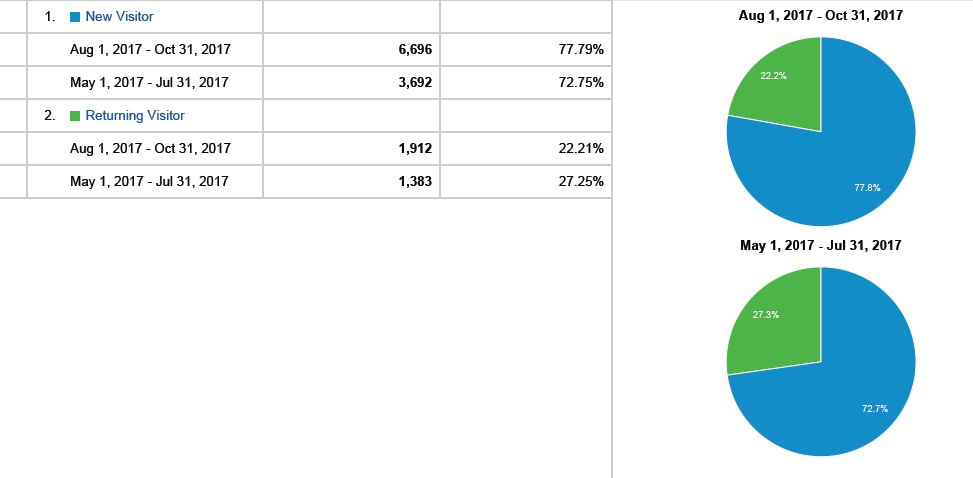 1. New Visitor
Aug 1, 2017 - Oct 31, 2017 6,696 77.79%
May 1, 2017 - Jul 31, 2017 3,692 72.75%
2. Returning Visitor
Aug 1, 2017 - Oct 31, 2017 1,912 22.21%
May 1, 2017 - Jul 31, 2017 1,383 27.25%
Aug 1, 2017 - Oct 31, 2017
22.2%
77.8%
May 1, 2017 - Jul 31, 2017
27.3%
72.7%